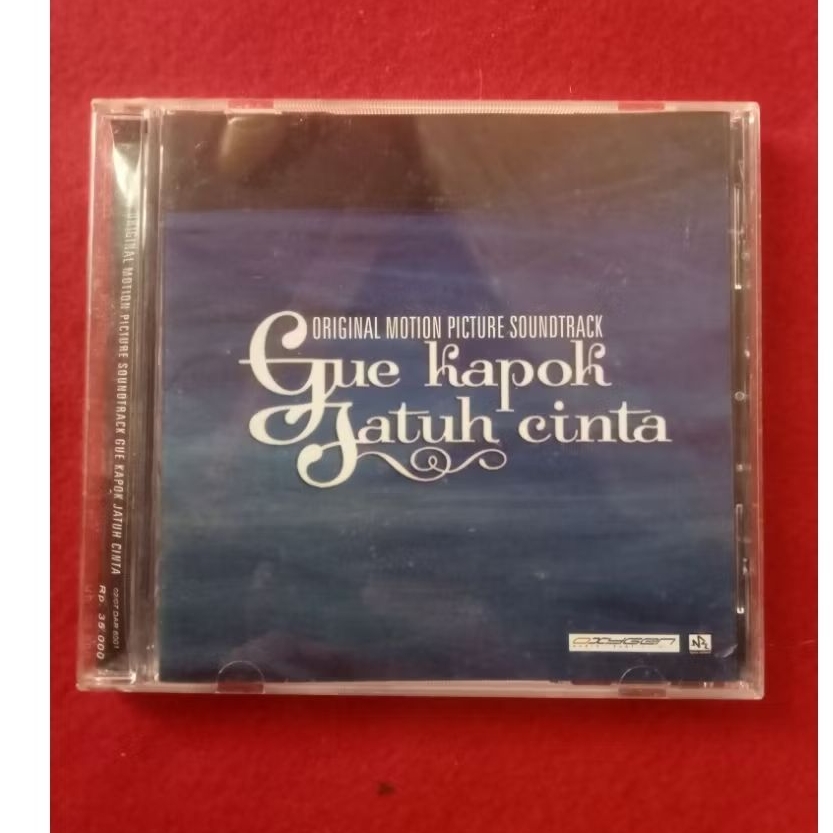 ORIGINAL MOTION PICTURE SOUNDTRACK
Gue kapok
Jatuh cinta
OXYGEN
ORIGINAL MOTION PICTURE SOUNDTRACK GUE KAPOK JATUH CINTA
Rp 35'000